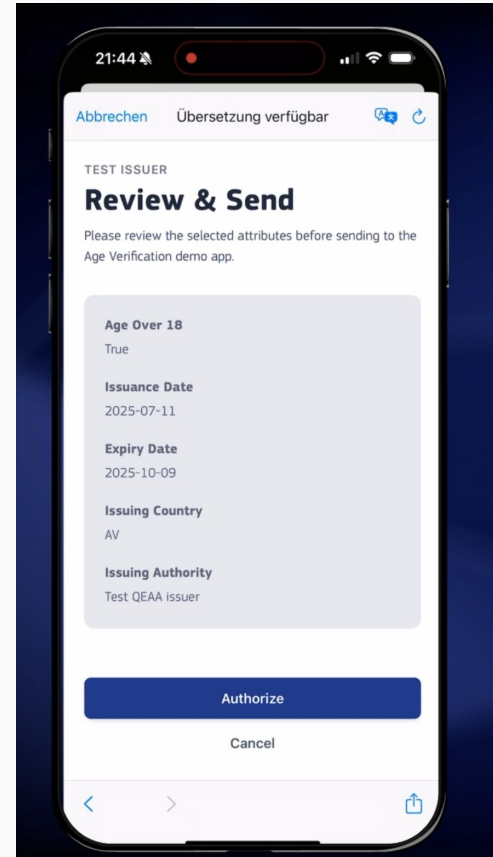 21:44
Abbrechen Übersetzung verfügbar
TEST ISSUER
Review & Send
Please review the selected attributes before sending to the
Age Verification demo app.
Age Over 18
True
Issuance Date
2025-07-11
Expiry Date
2025-10-09
Issuing Country
AV
Issuing Authority
Test QEAA issuer
Authorize
Cancel